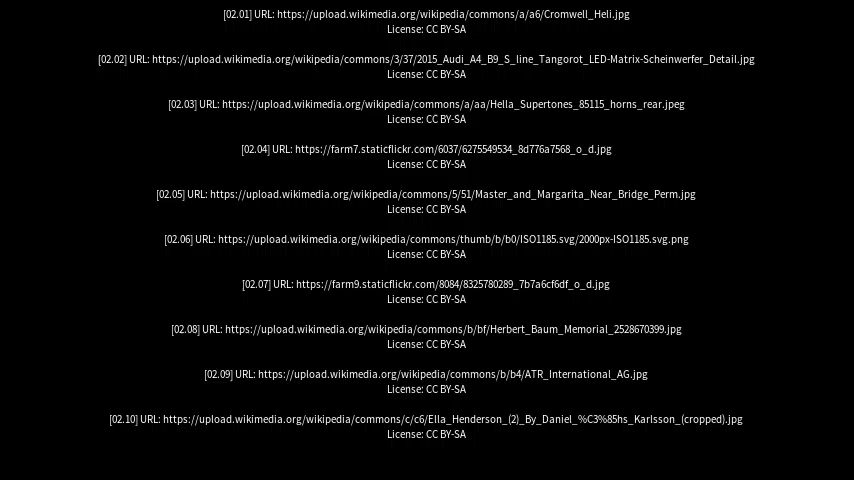 [02.01] URL: https://upload.wikimedia.org/wikipedia/commons/a/a6/Cromwell_Heli.jpg
License: CC BY-SA
[02.02] URL: https://upload.wikimedia.org/wikipedia/commons/3/37/2015_Audi_A4_B9_S_line_Tangorot_LED-Matrix-Scheinwerfer_Detail.jpg
License: CC BY-SA
[02.03] URL: https://upload.wikimedia.org/wikipedia/commons/a/aa/Hella_Supertones_85115_horns_rear.jpeg
License: CC BY-SA
[02.04] URL: https://farm7.staticflickr.com/6037/6275549534_8d776a7568_o_d.jpg
License: CC BY-SA
[02.05] URL: https://upload.wikimedia.org/wikipedia/commons/5/51/Master_and_Margarita_Near_Bridge_Perm.jpg
License: CC BY-SA
[02.06] URL: https://upload.wikimedia.org/wikipedia/commons/thumb/b/b0/ISO1185.svg/2000px-ISO1185.svg.png
License: CC BY-SA
[02.07] URL: https://farm9.staticflickr.com/8084/8325780289_7b7a6cf6df_o_d.jpg
License: CC BY-SA
[02.08] URL: https://upload.wikimedia.org/wikipedia/commons/b/bf/Herbert_Baum_Memorial_2528670399.jpg
License: CC BY-SA
[02.09] URL: https://upload.wikimedia.org/wikipedia/commons/b/b4/ATR_International_AG.jpg
License: CC BY-SA
[02.10] URL: https://upload.wikimedia.org/wikipedia/commons/c/c6/Ella_Henderson_(2)_By_Daniel_%C3%85hs_Karlsson_(cropped).jpg
License: CC BY-SA